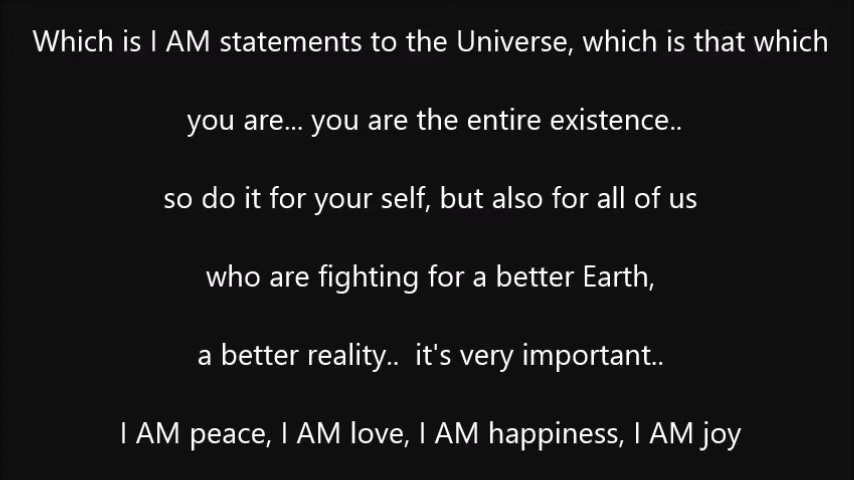 Which is I AM statements to the Universe, which is that which
you are... you are the entire existence..
so do it for your self, but also for all of us
who are fighting for a better Earth,
a better reality..  it's very important..
I AM peace, I AM love, I AM happiness, I AM joy